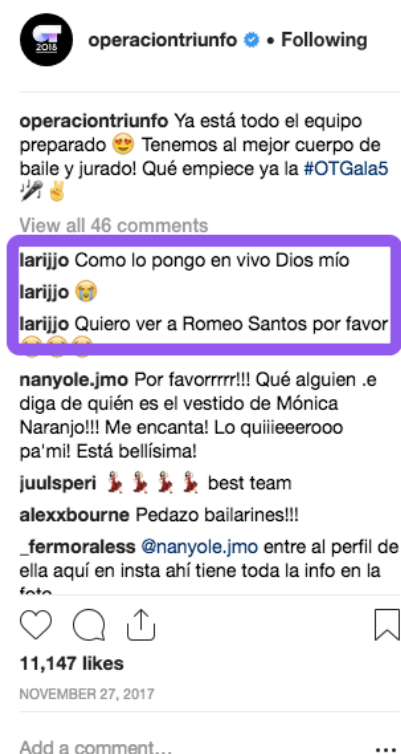 OT
2018
operaciontriunfo • Following
operaciontriunfo Ya está todo el equipo
preparado 😍 Tenemos al mejor cuerpo de
baile y jurado! Qué empiece ya la #OTGala5
🎤✌️
View all 46 comments
larijjo Como lo pongo en vivo Dios mío
larijjo 😭
larijjo Quiero ver a Romeo Santos por favor
nanyole.jmo Por favorrrrr!!! Qué alguien .e
diga de quién es el vestido de Mónica
Naranjo!!! Me encanta! Lo quiiieeerooo
pa'mi! Está bellísima!
juulsperi 💃💃💃💃 best team
alexxbourne Pedazo bailarines!!!
_fermoraless @nanyole.jmo entre al perfil de
ella aquí en insta ahí tiene toda la info en la
foto
11,147 likes
NOVEMBER 27, 2017
Add a comment...